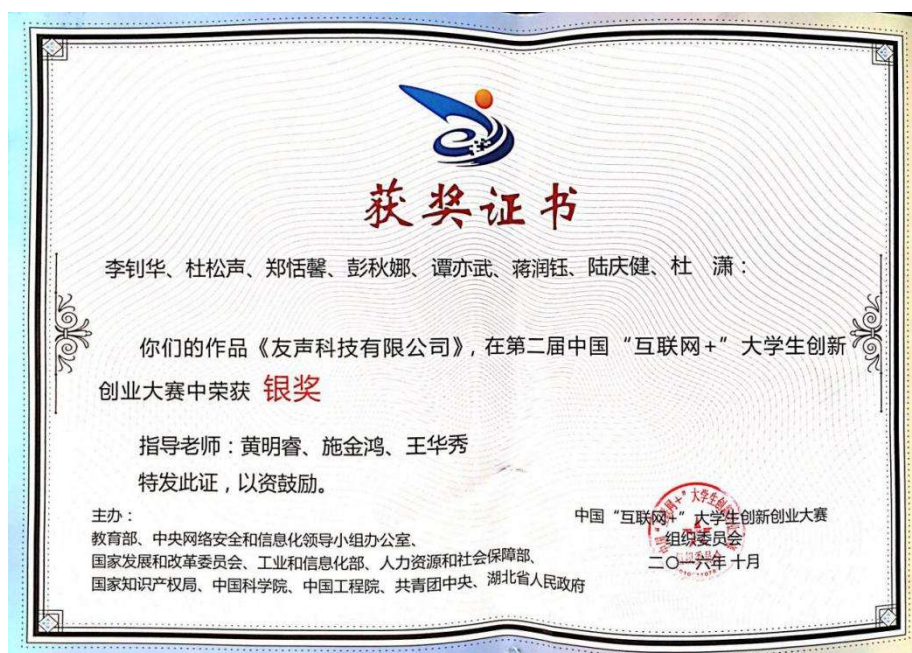 获奖证书
李钊华、杜松声、郑恬馨、彭秋娜、谭亦武、蒋润钰、陆庆健、杜 潇：
你们的作品《友声科技有限公司》，在第二届中国“互联网+”大学生创新
创业大赛中荣获 银奖
指导老师：黄明睿、施金鸿、王华秀
特发此证，以资鼓励。
主办：
教育部、中央网络安全和信息化领导小组办公室、
国家发展和改革委员会、工业和信息化部、人力资源和社会保障部、
国家知识产权局、中国科学院、中国工程院、共青团中央、湖北省人民政府
中国“互联网+”大学生创新创业大赛
组织委员会
二〇一六年十月